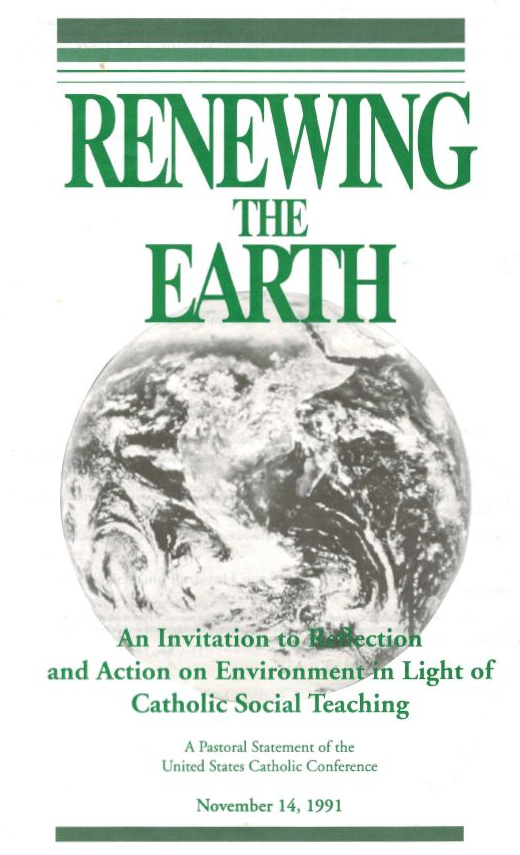 RENEWING
THE
EARTH
An Invitation to Reflection
and Action on Environment in Light of
Catholic Social Teaching
A Pastoral Statement of the
United States Catholic Conference
November 14, 1991